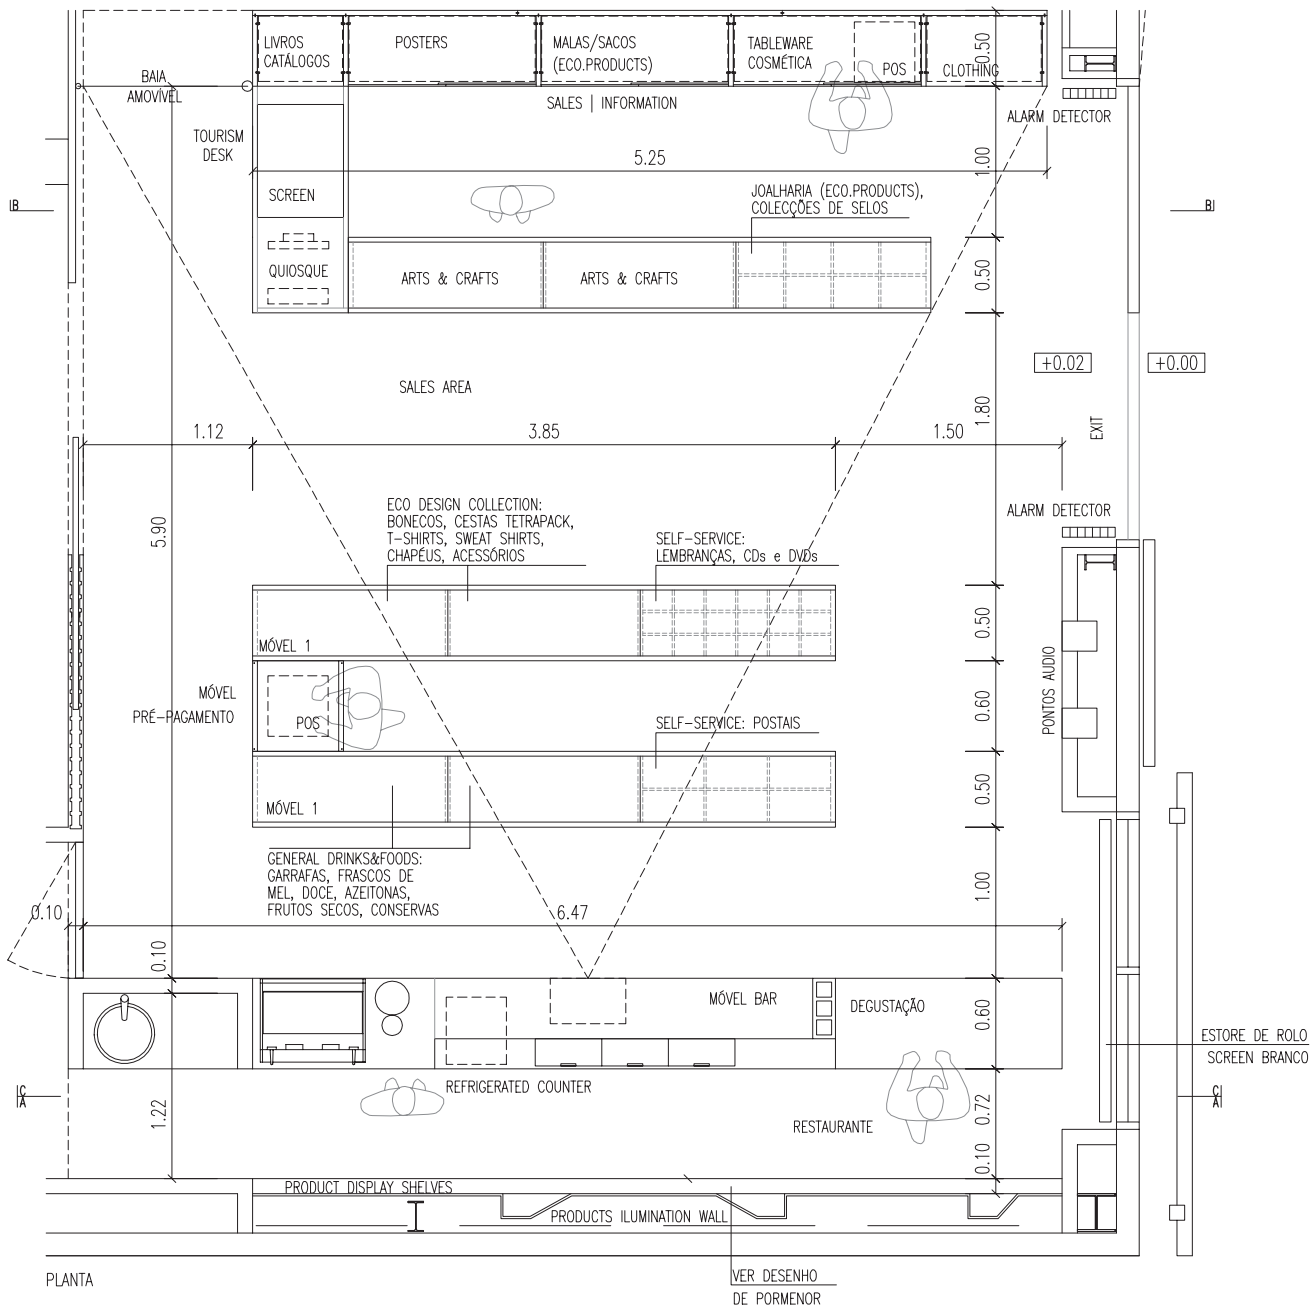 LIVROS
CATÁLOGOS
POSTERS
MALAS/SACOS
(ECO.PRODUCTS)
TABLEWARE
COSMÉTICA
POS
CLOTHING
0.50
BAIA
AMOVÍVEL
SALES | INFORMATION
ALARM DETECTOR
TOURISM
DESK
5.25
1.00
SCREEN
JOALHARIA (ECO.PRODUCTS),
COLECÇÕES DE SELOS
B
B
QUIOSQUE
ARTS & CRAFTS
ARTS & CRAFTS
0.50
+0.02
+0.00
SALES AREA
1.80
EXIT
1.12
3.85
1.50
ECO DESIGN COLLECTION:
BONECOS, CESTAS TETRAPACK,
T-SHIRTS, SWEAT SHIRTS,
CHAPÉUS, ACESSÓRIOS
ALARM DETECTOR
5.90
SELF-SERVICE:
LEMBRANÇAS, CDs e DVDs
0.50
MÓVEL 1
MÓVEL
PRÉ-PAGAMENTO
POS
0.60
PONTOS AUDIO
SELF-SERVICE: POSTAIS
0.50
MÓVEL 1
GENERAL DRINKS&FOODS:
GARRAFAS, FRASCOS DE
MEL, DOCE, AZEITONAS,
FRUTOS SECOS, CONSERVAS
1.00
0.10
6.47
0.10
MÓVEL BAR
DEGUSTAÇÃO
0.60
ESTORE DE ROLO
SCREEN BRANCO
REFRIGERATED COUNTER
C
A
C
A
1.22
0.72
RESTAURANTE
0.10
PRODUCT DISPLAY SHELVES
PRODUCTS ILUMINATION WALL
PLANTA
VER DESENHO
DE PORMENOR